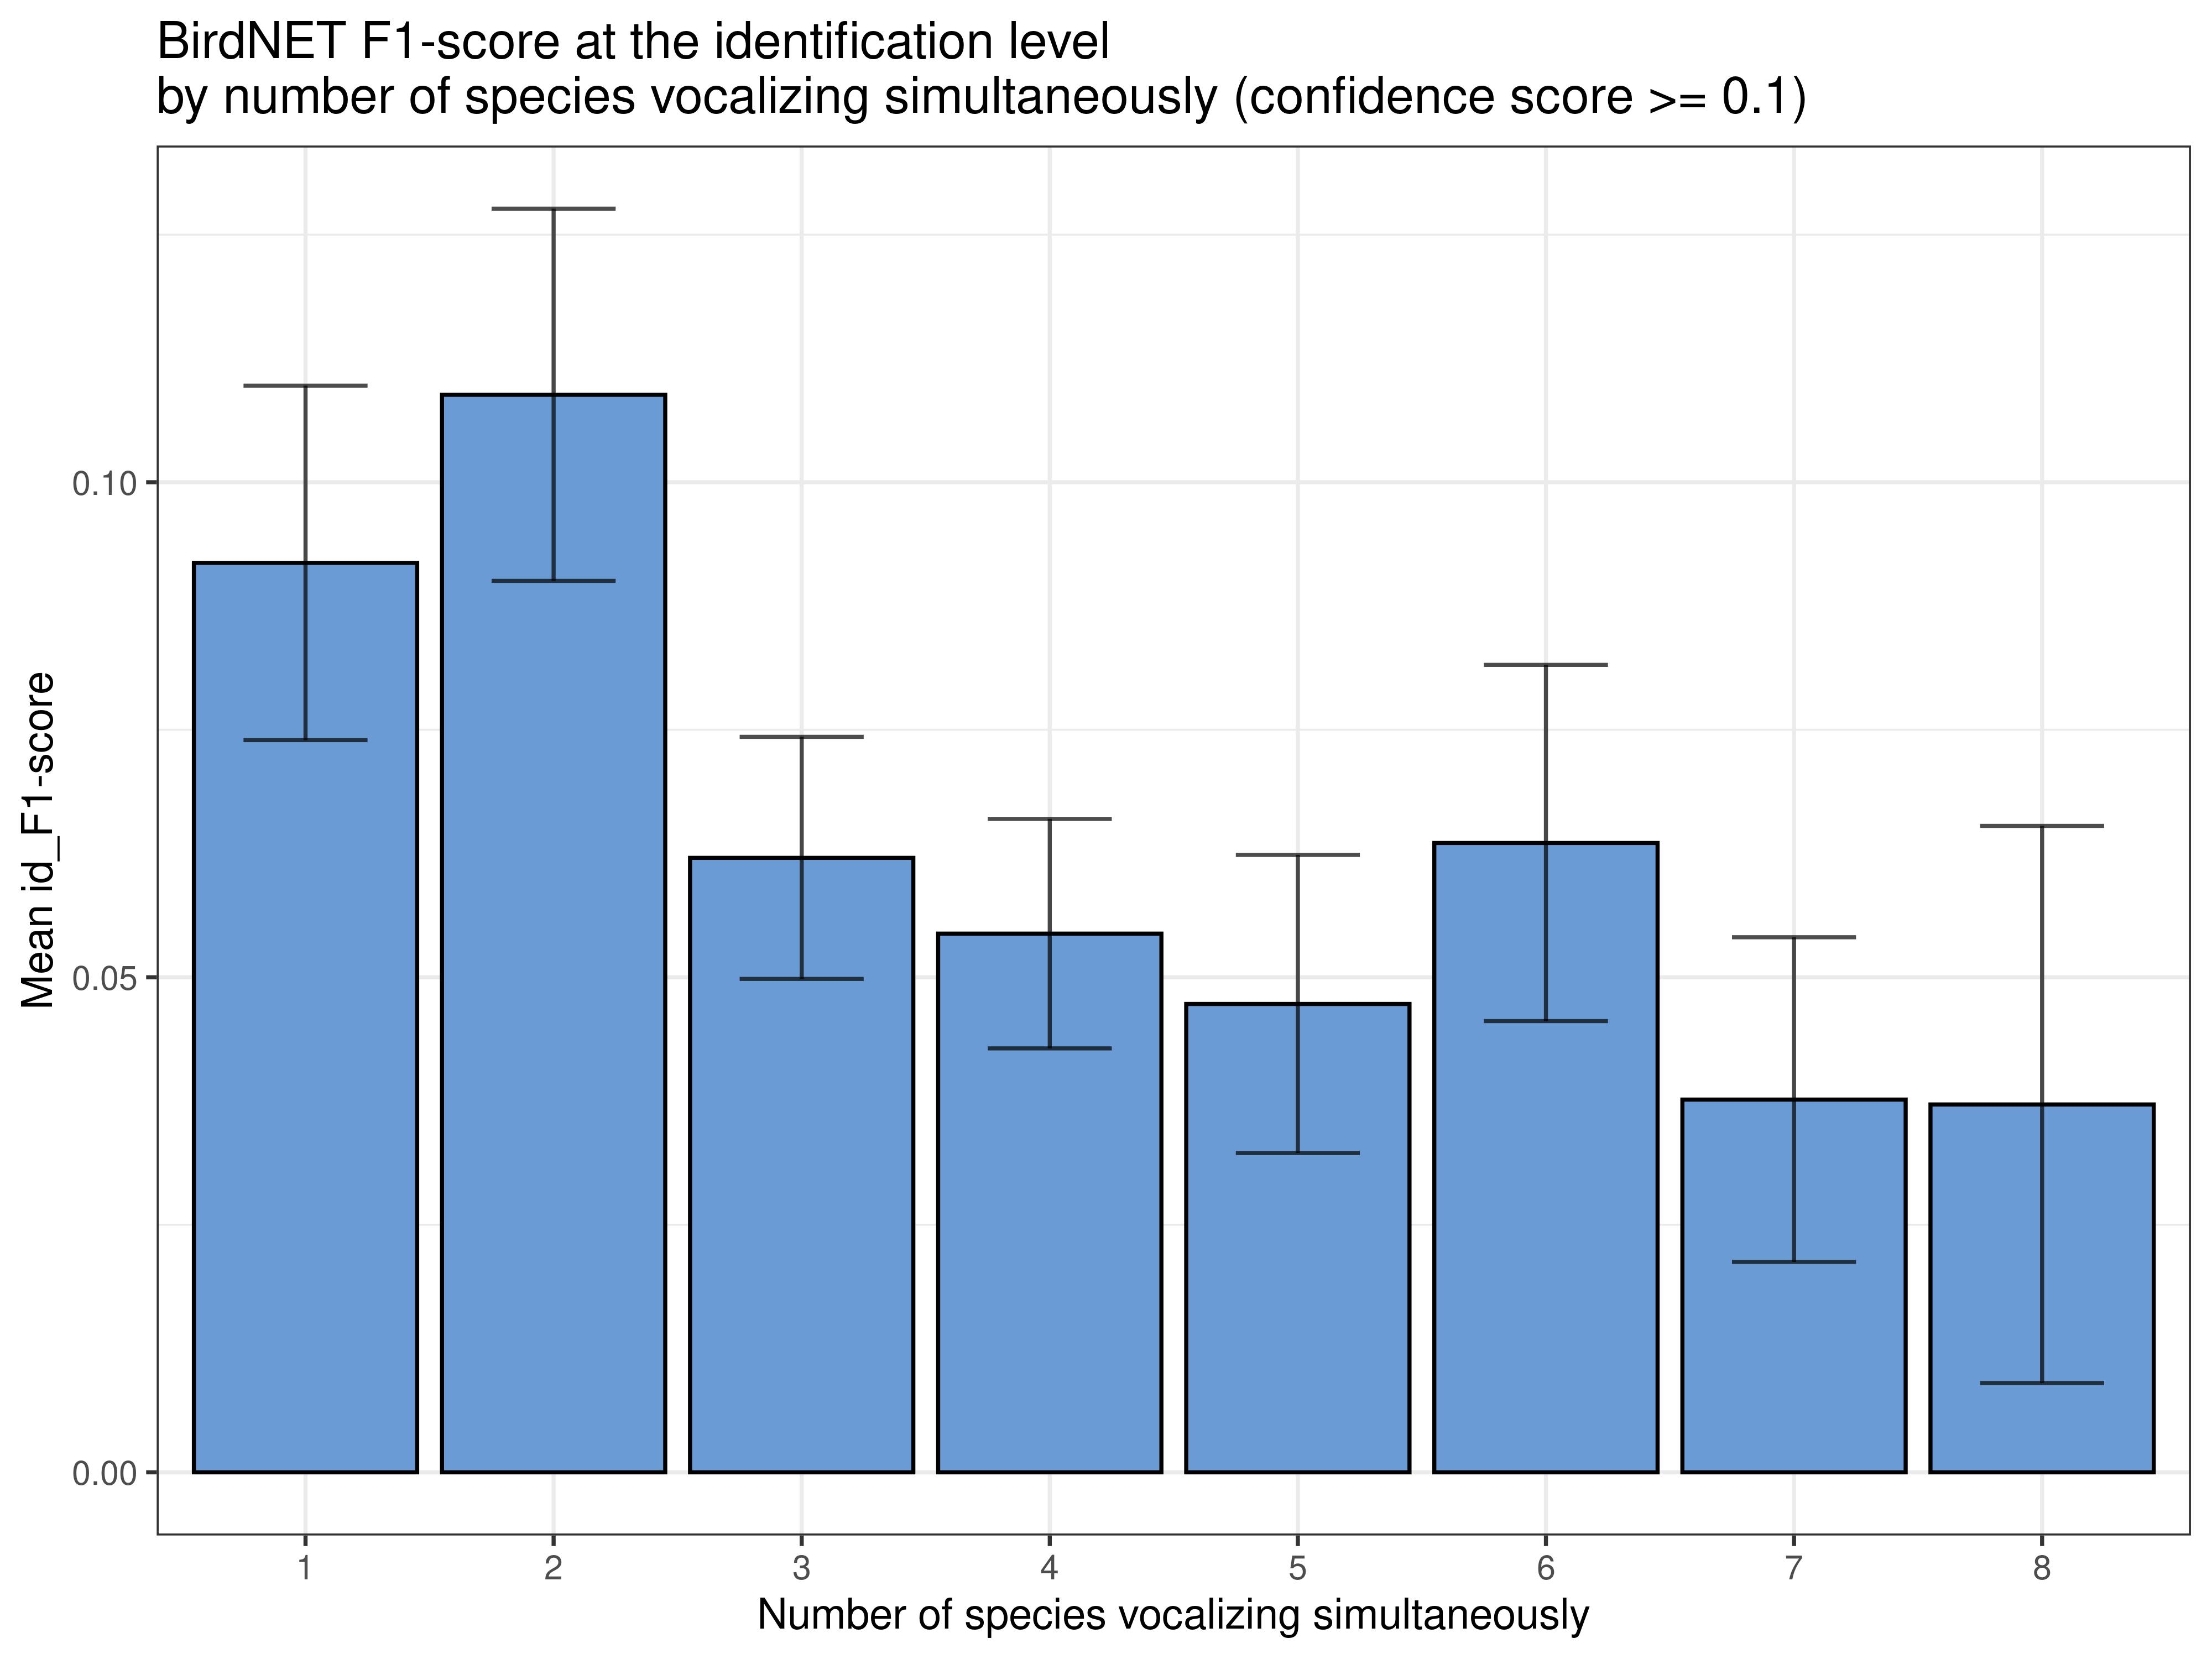 BirdNET F1-score at the identification level
by number of species vocalizing simultaneously (confidence score >= 0.1)
Mean id_F1-score
0.10
0.05
0.00
1 2 3 4 5 6 7 8
Number of species vocalizing simultaneously